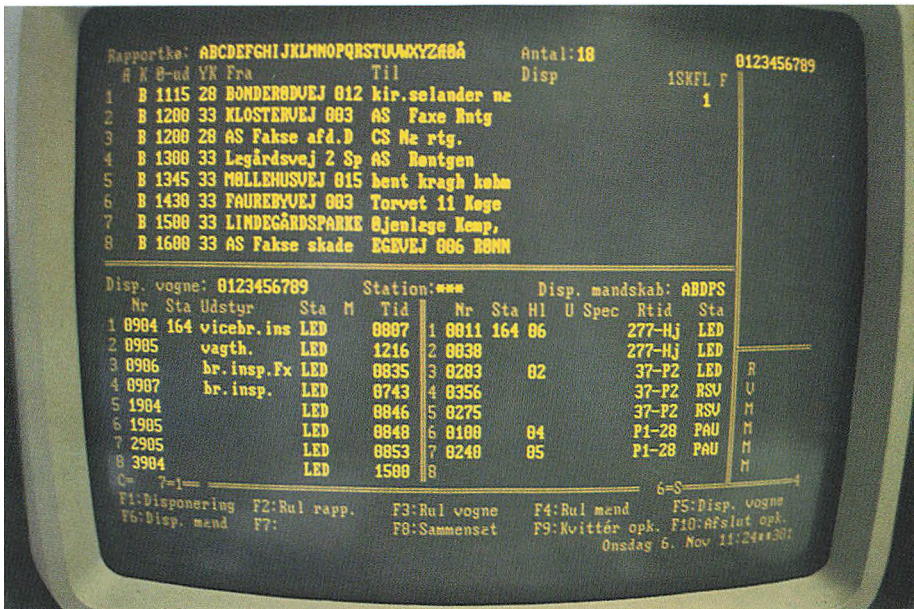 Rapportkø: ABCDEFGHIJKLMNOPQRSTUVWXYZÆØÅ Antal:18 0123456789
A K Ø-ud YK Fra Til Disp 1SKFL F
1 B 1115 28 BONDERØDVEJ 012 kir.selander næ 1
2 B 1200 33 KLOSTERVEJ 003 AS Faxe Rntg
3 B 1200 28 AS Fakse afd.D CS Næ rtg.
4 B 1300 33 Lægårdsvej 2 Sp AS Røntgen
5 B 1345 33 MØLLEHUSVEJ 015 bent kragh købm
6 B 1430 33 FAUREBYVEJ 003 Torvet 11 Køge
7 B 1500 33 LINDEGÅRDSPARKE Øjenlæge Kemp,
8 B 1600 33 AS Fakse skade EGEVEJ 006 RØNN
Disp. vogne: 0123456789 Station:*** Disp. mandskab: ABDPS
Nr Sta Udstyr Sta M Tid Nr Sta Hl U Spec Rtid Sta
1 0904 164 vicebr.ins LED 0807 1 0011 164 06 277-Hj LED
2 0905 vagth. LED 1216 2 0038 277-Hj LED
3 0906 br.insp.Fx LED 0835 3 0203 02 37-P2 LED R
4 0907 br.insp. LED 0743 4 0356 37-P2 RSV V
5 1904 LED 0846 5 0275 37-P2 RSV M
6 1905 LED 0848 6 0100 04 P1-28 PAU M
7 2905 LED 0853 7 0240 05 P1-28 PAU M
8 3904 LED 1500 8 M
C= 7=1== 6=S 4
F1:Disponering F2:Rul rapp. F3:Rul vogne F4:Rul mænd F5:Disp. vogne
F6:Disp. mænd F7: F8:Sammensæt F9:Kvittér opk. F10:Afslut opk.
Onsdag 6. Nov 11:24**